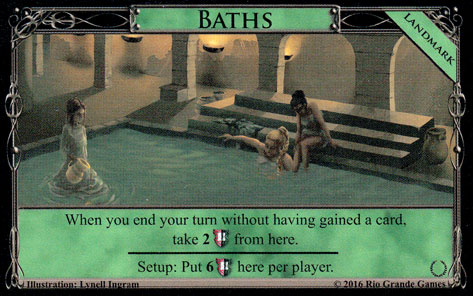 BATHS
LANDMARK
When you end your turn without having gained a card,
take 2 from here.
Setup: Put 6 here per player.
Illustration: Lynell Ingram
© 2016 Rio Grande Games